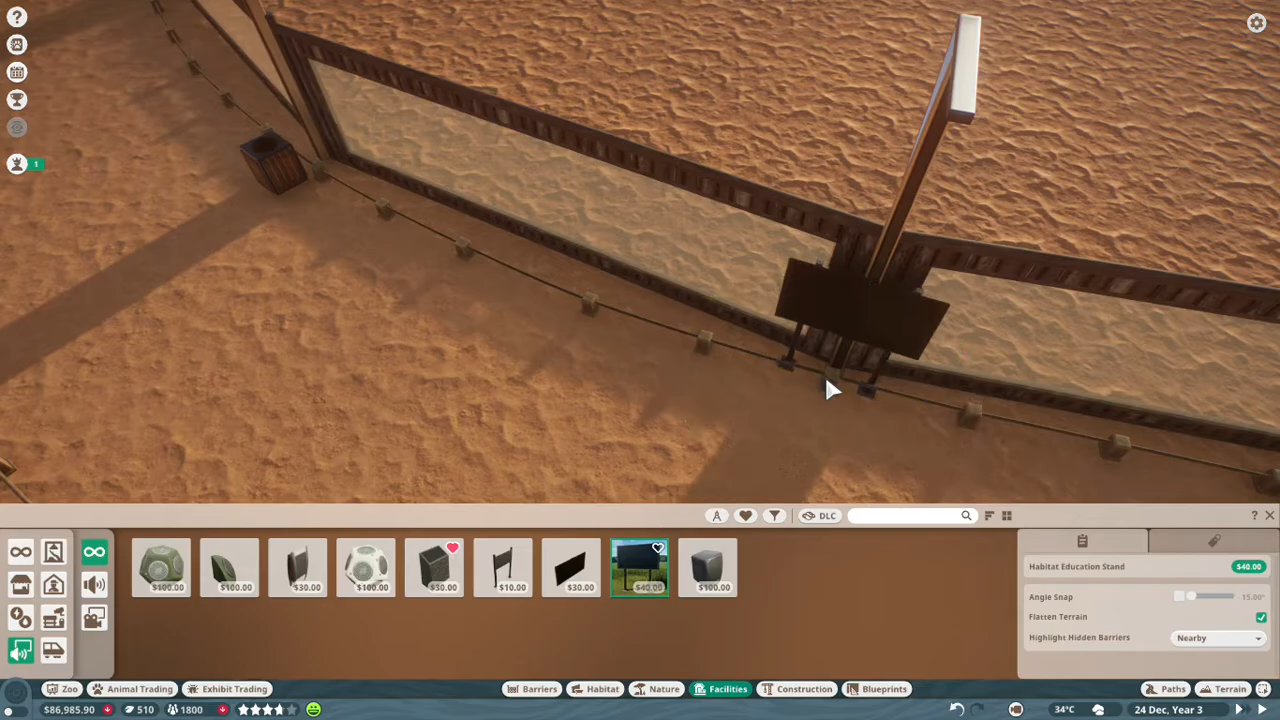 ?
1
DLC
? ×
$100.00 $100.00 $30.00 $100.00 $30.00 $10.00 $30.00 $40.00 $100.00
Habitat Education Stand $40.00
Angle Snap 15.00°
Flatten Terrain
Highlight Hidden Barriers Nearby
Zoo Animal Trading Exhibit Trading Barriers Habitat Nature Facilities Construction Blueprints Paths Terrain
$86,985.90 510 1800 34°C 24 Dec, Year 3